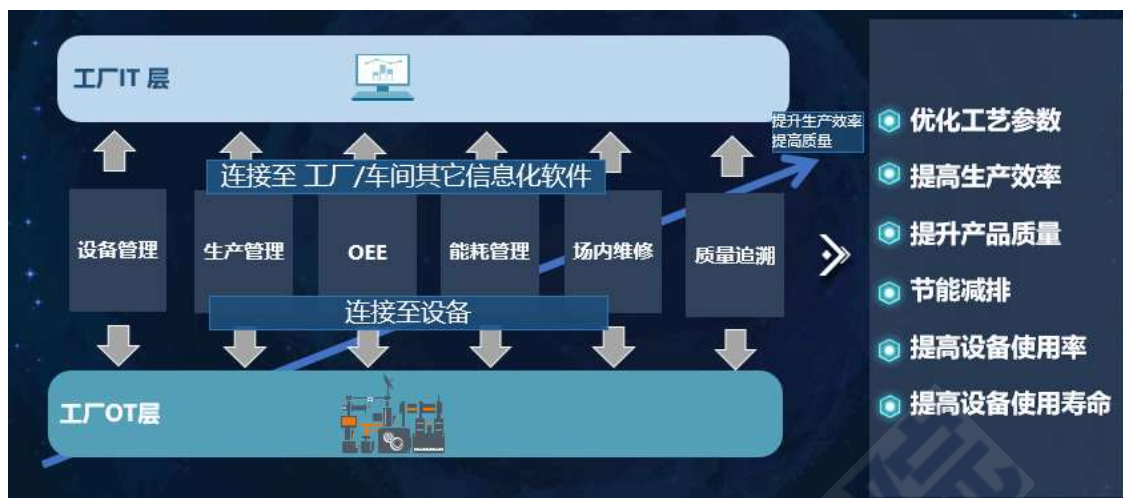 工厂IT 层
提升生产效率
提高质量
连接至 工厂/车间其它信息化软件
设备管理
生产管理
OEE
能耗管理
场内维修
质量追溯
连接至设备
工厂OT层
优化工艺参数
提高生产效率
提升产品质量
节能减排
提高设备使用率
提高设备使用寿命